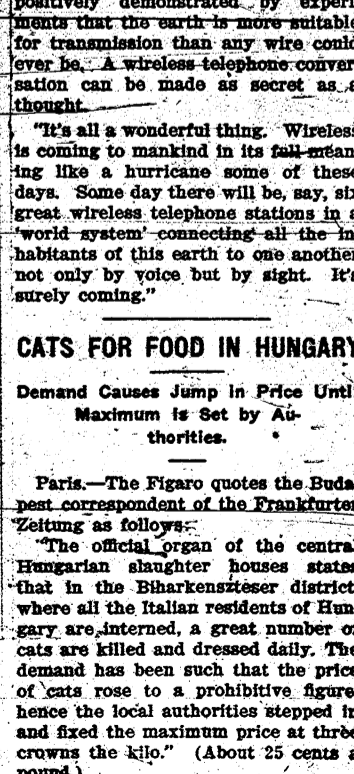 positively demonstrated by experi
ments that the earth is more suitable
for transmission than any wire could
ever be. A wireless telephone conver
sation can be made as secret as a
thought.
"It's all a wonderful thing. Wireless
is coming to mankind in its full mean
ing like a hurricane some of these
days. Some day there will be, say, six
great wireless telephone stations in a
'world system' connecting all the in
habitants of this earth to one another
not only by voice but by sight. It's
surely coming."
CATS FOR FOOD IN HUNGARY
Demand Causes Jump in Price Until
Maximum is Set by Au-
thorities.
Paris.—The Figaro quotes the Buda
pest correspondent of the Frankfurter
Zeitung as follows:
"The official organ of the central
Hungarian slaughter houses states
that in the Biharkenszteser district,
where all the Italian residents of Hun
gary are interned, a great number of
cats are killed and dressed daily. The
demand has been such that the price
of cats rose to a prohibitive figure,
hence the local authorities stepped in
and fixed the maximum price at three
crowns the kilo." (About 25 cents a
pound.)